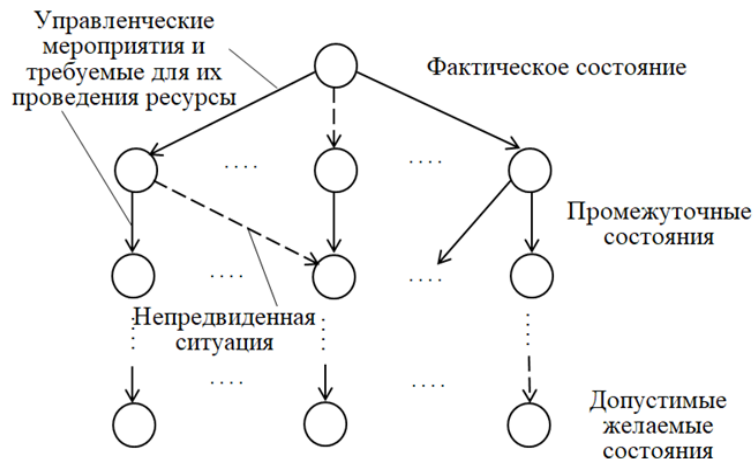 Управленческие
мероприятия и
требуемые для их
проведения ресурсы
Фактическое состояние
Промежуточные
состояния
Непредвиденная
ситуация
Допустимые
желаемые
состояния